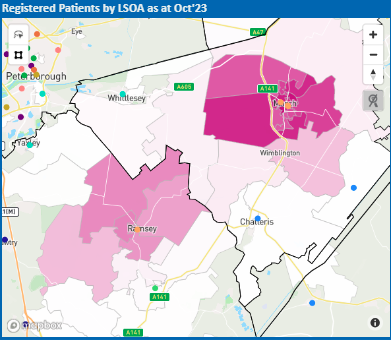 Registered Patients by LSOA as at Oct'23
Eye
A47
Peterborough
A605
A141
Whittlesey
Yaxley
Wimblington
Chatteris
Ramsey
1(M)
A141
A141
mapbox